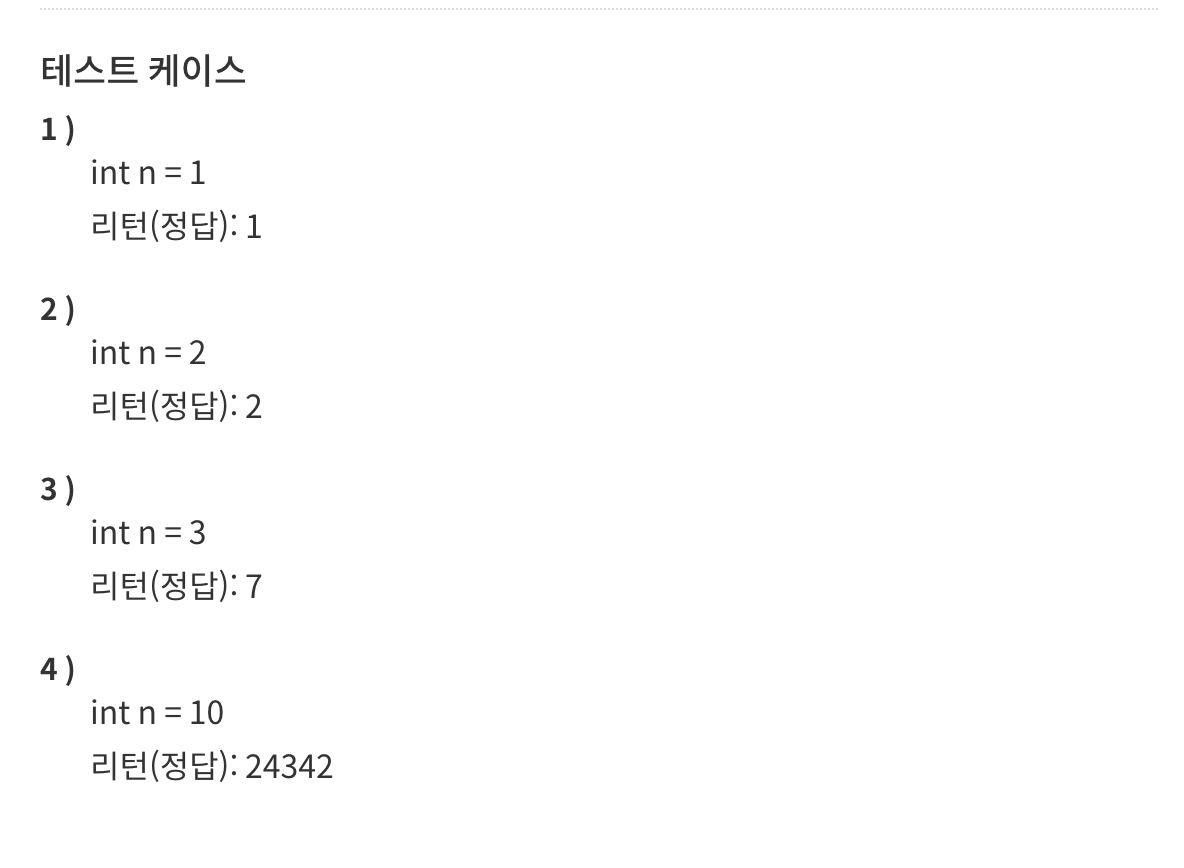 테스트 케이스
1 )
int n = 1
리턴(정답): 1
2 )
int n = 2
리턴(정답): 2
3 )
int n = 3
리턴(정답): 7
4 )
int n = 10
리턴(정답): 24342